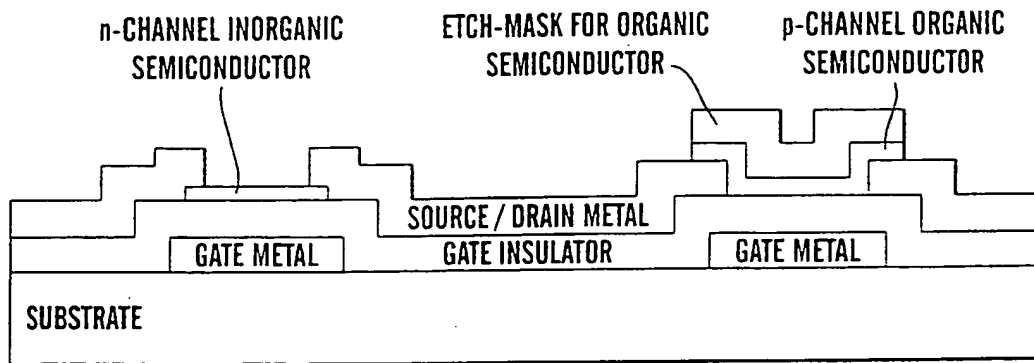 n-CHANNEL INORGANIC
SEMICONDUCTOR
ETCH-MASK FOR ORGANIC
SEMICONDUCTOR
p-CHANNEL ORGANIC
SEMICONDUCTOR
SOURCE / DRAIN METAL
GATE METAL
GATE INSULATOR
GATE METAL
SUBSTRATE